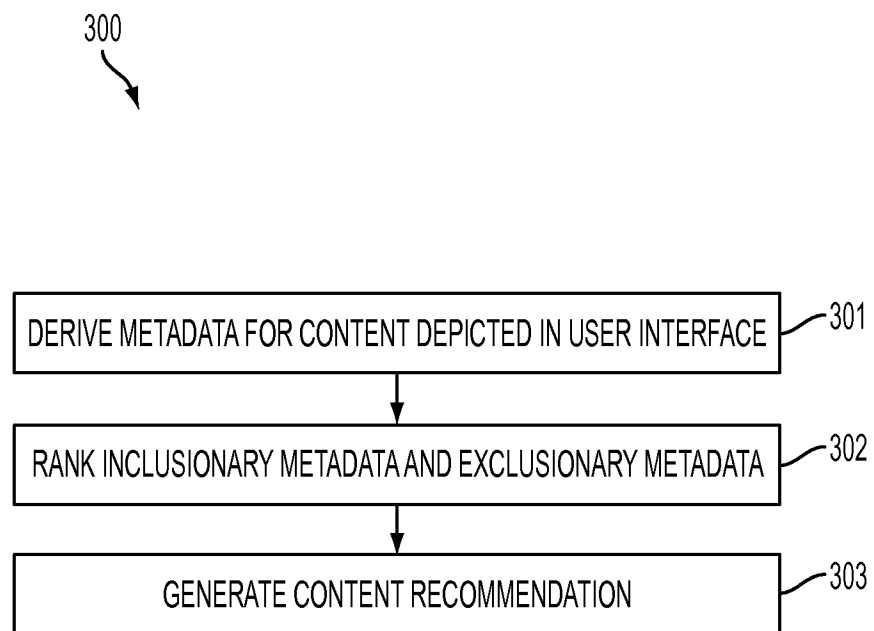 300
DERIVE METADATA FOR CONTENT DEPICTED IN USER INTERFACE
301
RANK INCLUSIONARY METADATA AND EXCLUSIONARY METADATA
302
GENERATE CONTENT RECOMMENDATION
303